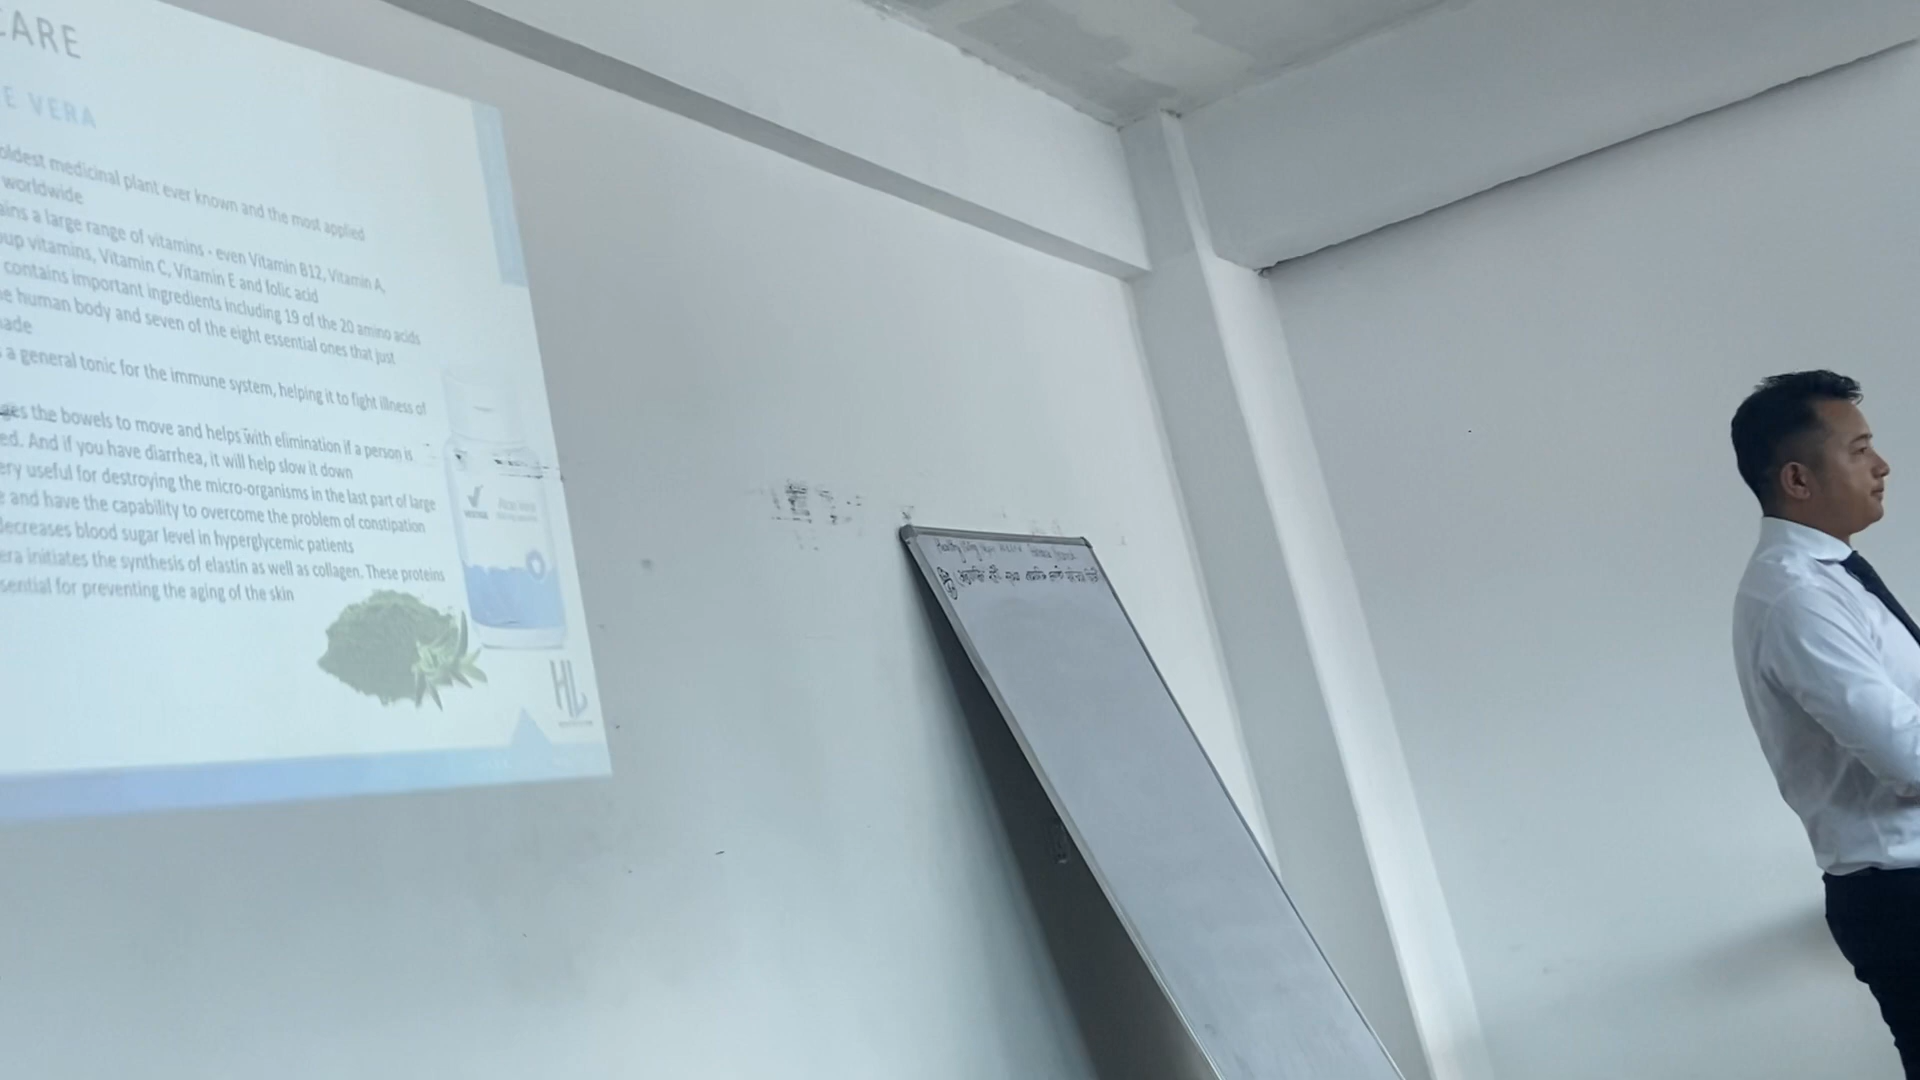 CARE
E VERA
oldest medicinal plant ever known and the most applied
worldwide
ains a large range of vitamins - even Vitamin B12, Vitamin A,
oup vitamins, Vitamin C, Vitamin E and folic acid
contains important ingredients including 19 of the 20 amino acids
e human body and seven of the eight essential ones that just
ade
a general tonic for the immune system, helping it to fight illness of
ges the bowels to move and helps with elimination if a person is
ed. And if you have diarrhea, it will help slow it down
ery useful for destroying the micro-organisms in the last part of large
e and have the capability to overcome the problem of constipation
decreases blood sugar level in hyperglycemic patients
era initiates the synthesis of elastin as well as collagen. These proteins
sential for preventing the aging of the skin
HL
Healthy